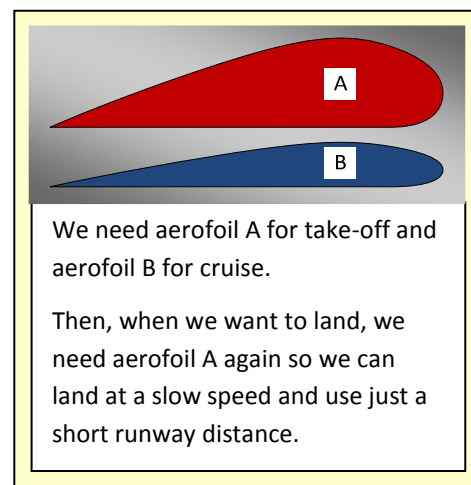 A
B
We need aerofoil A for take-off and
aerofoil B for cruise.
Then, when we want to land, we
need aerofoil A again so we can
land at a slow speed and use just a
short runway distance.